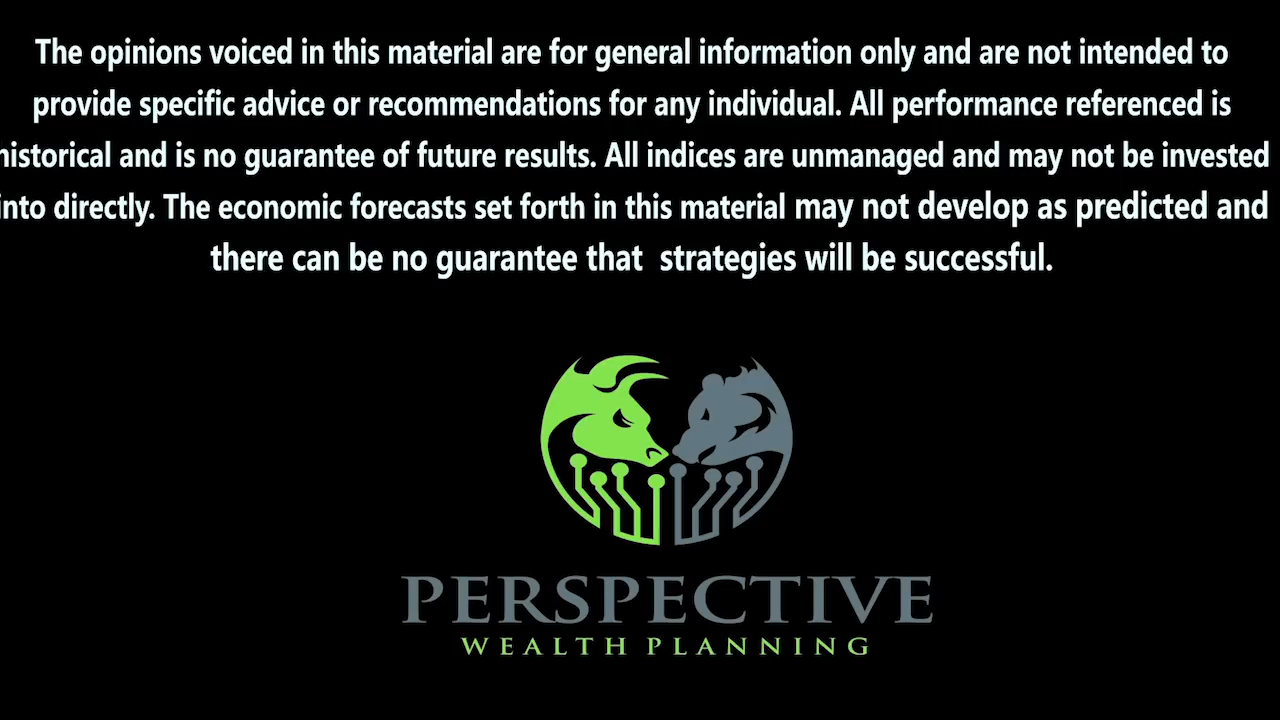 The opinions voiced in this material are for general information only and are not intended to
provide specific advice or recommendations for any individual. All performance referenced is
historical and is no guarantee of future results. All indices are unmanaged and may not be invested
into directly. The economic forecasts set forth in this material may not develop as predicted and
there can be no guarantee that  strategies will be successful.
PERSPECTIVE
WEALTH PLANNING